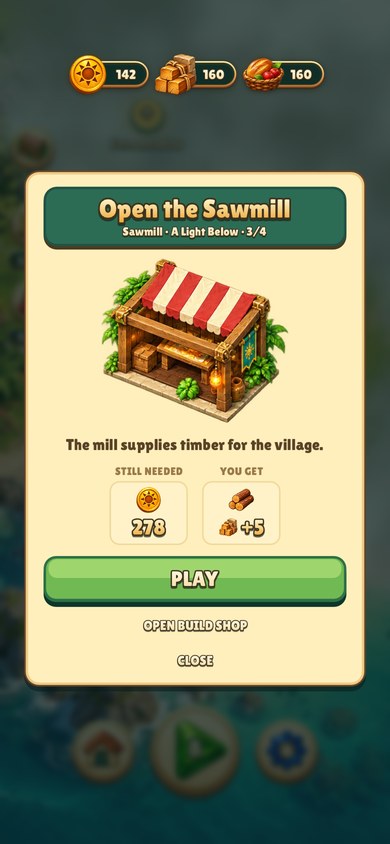 142
160
160
Open the Sawmill
Sawmill · A Light Below · 3/4
The mill supplies timber for the village.
STILL NEEDED
YOU GET
278
+5
PLAY
OPEN BUILD SHOP
CLOSE